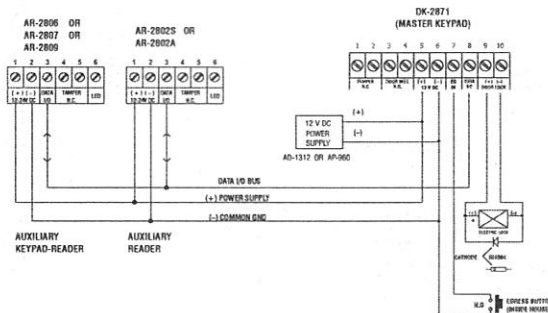 AR-2806 OR
AR-2807 OR
AR-2809
1 2 3 4 5 6
(+) (-)
12-24V DC
DATA
I/O
TAMPER
N.C.
LED
AR-2802S OR
AR-2802A
1 2 3 4 5 6
(+) (-)
12-24V DC
DATA
I/O
TAMPER
N.C.
LED
DK-2871
(MASTER KEYPAD)
1 2 3 4 5 6 7 8 9 10
N.C.
N.C.
(+) (-)
12 V DC
EG
IN
DATA
I/O
(+) (-)
DOOR LOCK
12 V DC
POWER
SUPPLY
(+)
(-)
AD-1312 OR AP-960
DATA I/O BUS
(+) POWER SUPPLY
(-) COMMON GND
AUXILIARY
KEYPAD-READER
AUXILIARY
READER
ELECTRIC LOCK
CATHODE
N.O
EGRESS BUTTON
(INSIDE HOUSE)